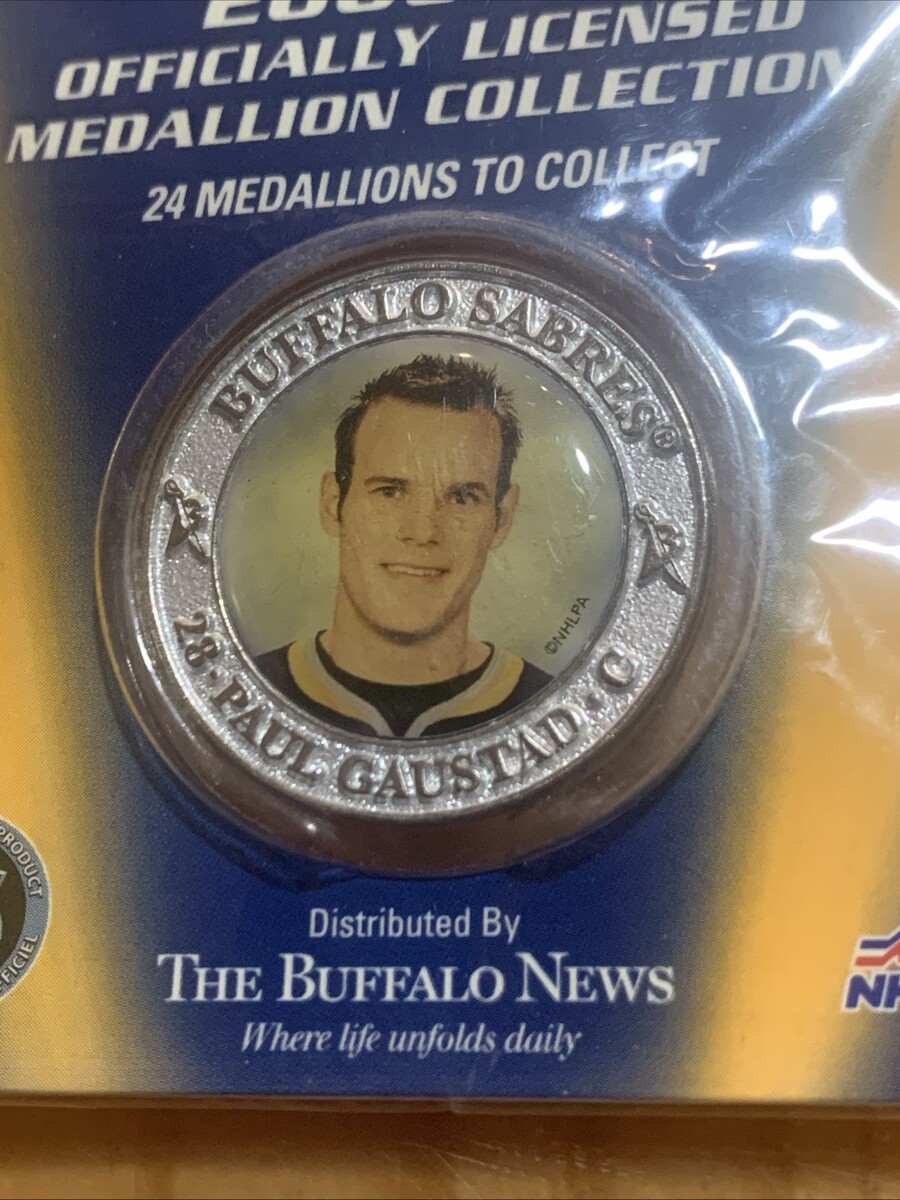 OFFICIALLY LICENSED
MEDALLION COLLECTION
24 MEDALLIONS TO COLLECT
BUFFALO SABRES®
28 · PAUL GAUSTAD · C
©NHLPA
PRODUCT
Distributed By
THE BUFFALO NEWS
Where life unfolds daily